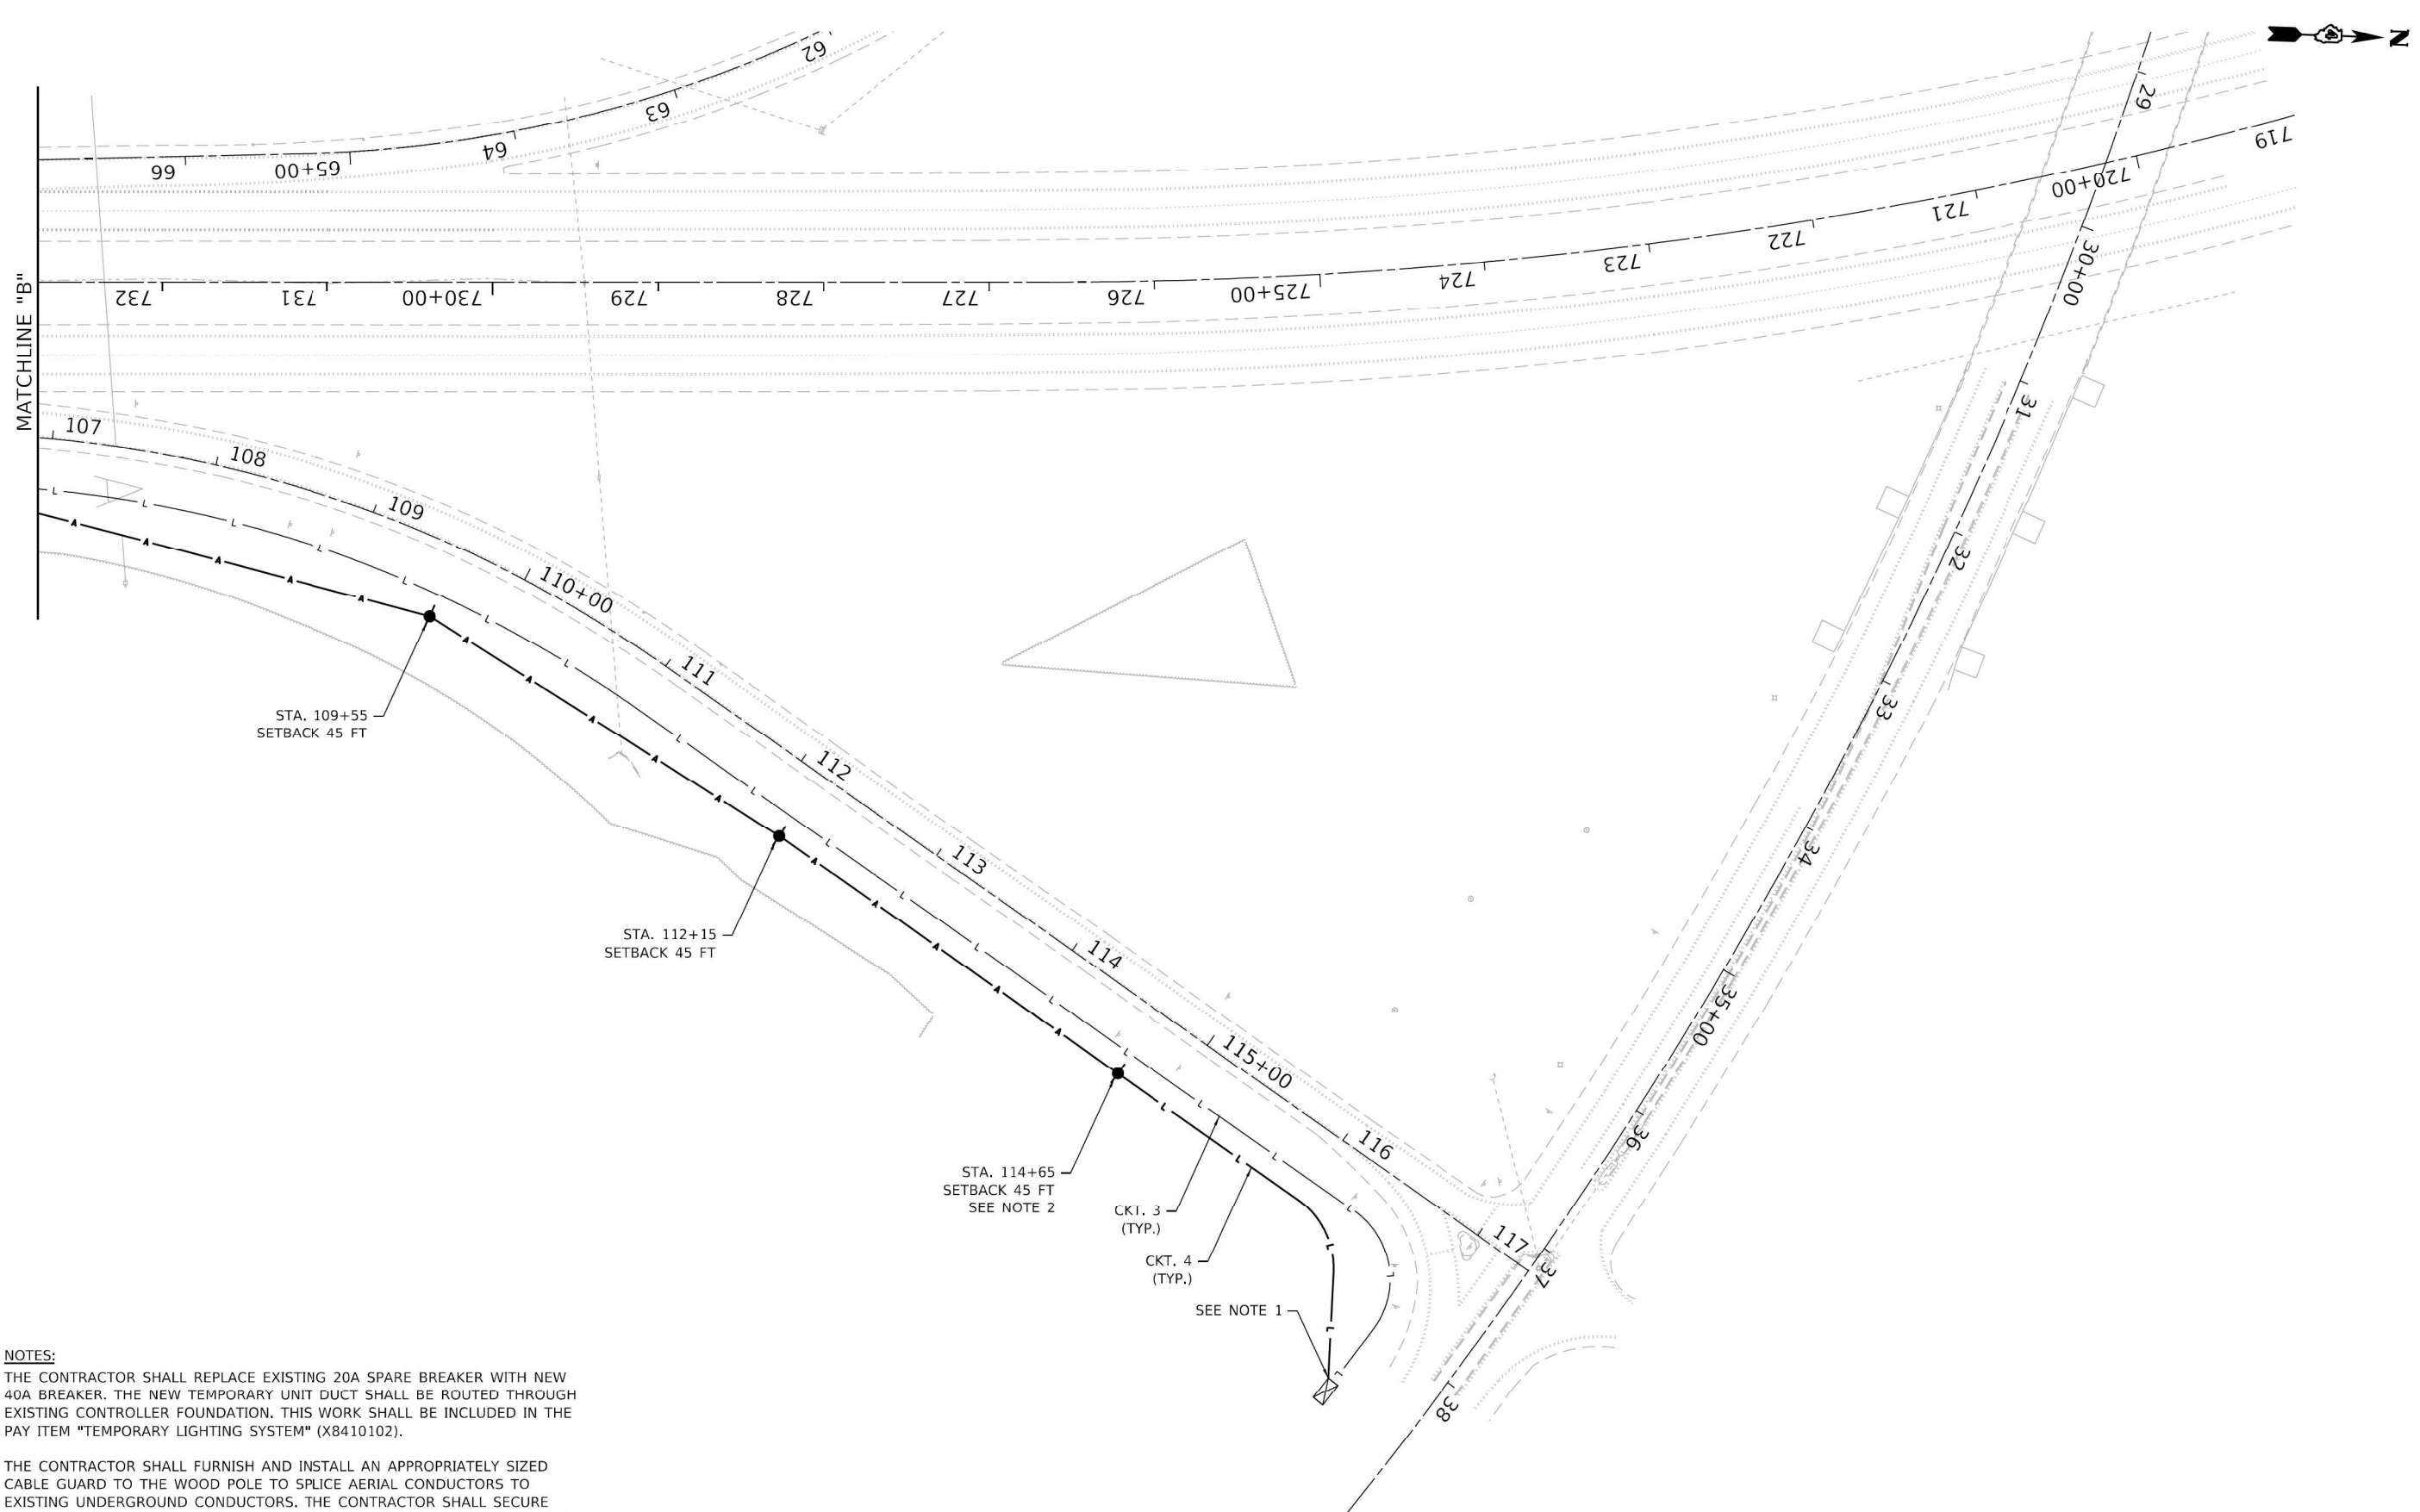 N
62
63
64
65+00
66
719
720+00
721
722
723
724
725+00
726
727
728
729
730+00
731
732
MATCHLINE "B"
29
30+00
31
32
33
34
35+00
36
37
38
107
108
109
110+00
111
112
113
114
115+00
116
117
STA. 109+55
SETBACK 45 FT
STA. 112+15
SETBACK 45 FT
STA. 114+65
SETBACK 45 FT
SEE NOTE 2
CKT. 3
(TYP.)
CKT. 4
(TYP.)
SEE NOTE 1
NOTES:
THE CONTRACTOR SHALL REPLACE EXISTING 20A SPARE BREAKER WITH NEW
40A BREAKER. THE NEW TEMPORARY UNIT DUCT SHALL BE ROUTED THROUGH
EXISTING CONTROLLER FOUNDATION. THIS WORK SHALL BE INCLUDED IN THE
PAY ITEM "TEMPORARY LIGHTING SYSTEM" (X8410102).
THE CONTRACTOR SHALL FURNISH AND INSTALL AN APPROPRIATELY SIZED
CABLE GUARD TO THE WOOD POLE TO SPLICE AERIAL CONDUCTORS TO
EXISTING UNDERGROUND CONDUCTORS. THE CONTRACTOR SHALL SECURE